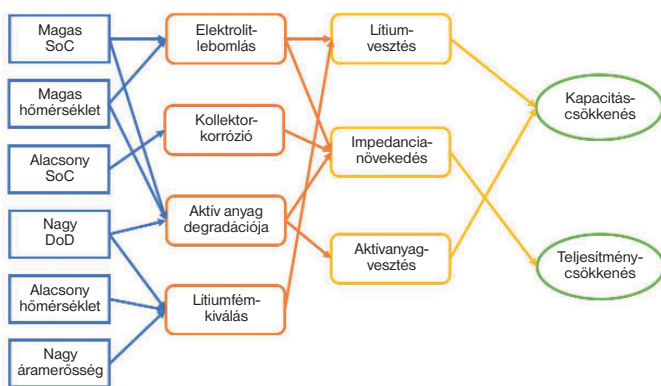 Magas
SoC
Magas
hőmérséklet
Alacsony
SoC
Nagy
DoD
Alacsony
hőmérséklet
Nagy
áramerősség
Elektrolit-
lebomlás
Kollektor-
korrózió
Aktív anyag
degradációja
Lítiumfém-
kiválás
Lítium-
vesztés
Impedancia-
növekedés
Aktívanyag-
vesztés
Kapacitás-
csökkenés
Teljesítmény-
csökkenés